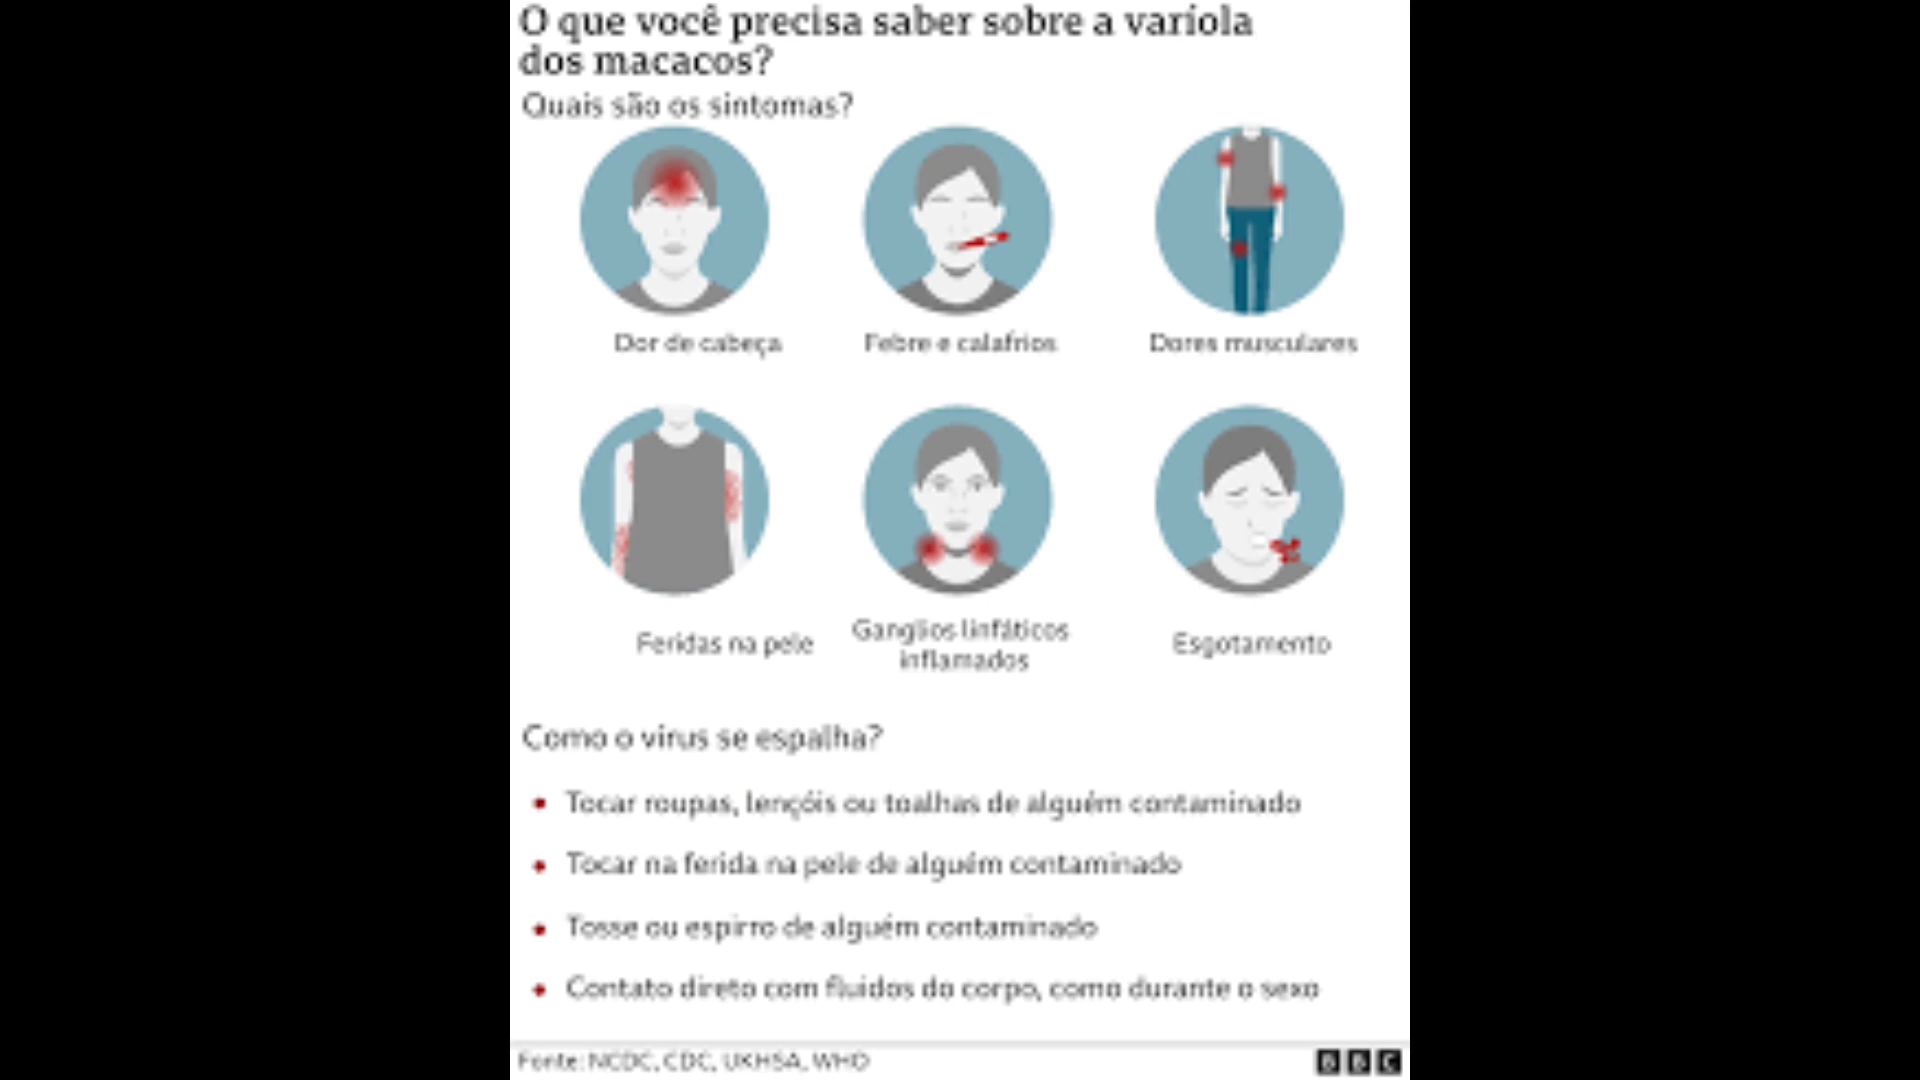 O que você precisa saber sobre a varíola
dos macacos?
Quais são os sintomas?
Dor de cabeça
Febre e calafrios
Dores musculares
Feridas na pele
Ganglios linfáticos
inflamados
Esgotamento
Como o vírus se espalha?
• Tocar roupas, lençóis ou toalhas de alguém contaminado
• Tocar na ferida na pele de alguém contaminado
• Tosse ou espirro de alguém contaminado
• Contato direto com fluidos do corpo, como durante o sexo
Fonte: NCDC, CDC, UKHSA, WHO
BBC